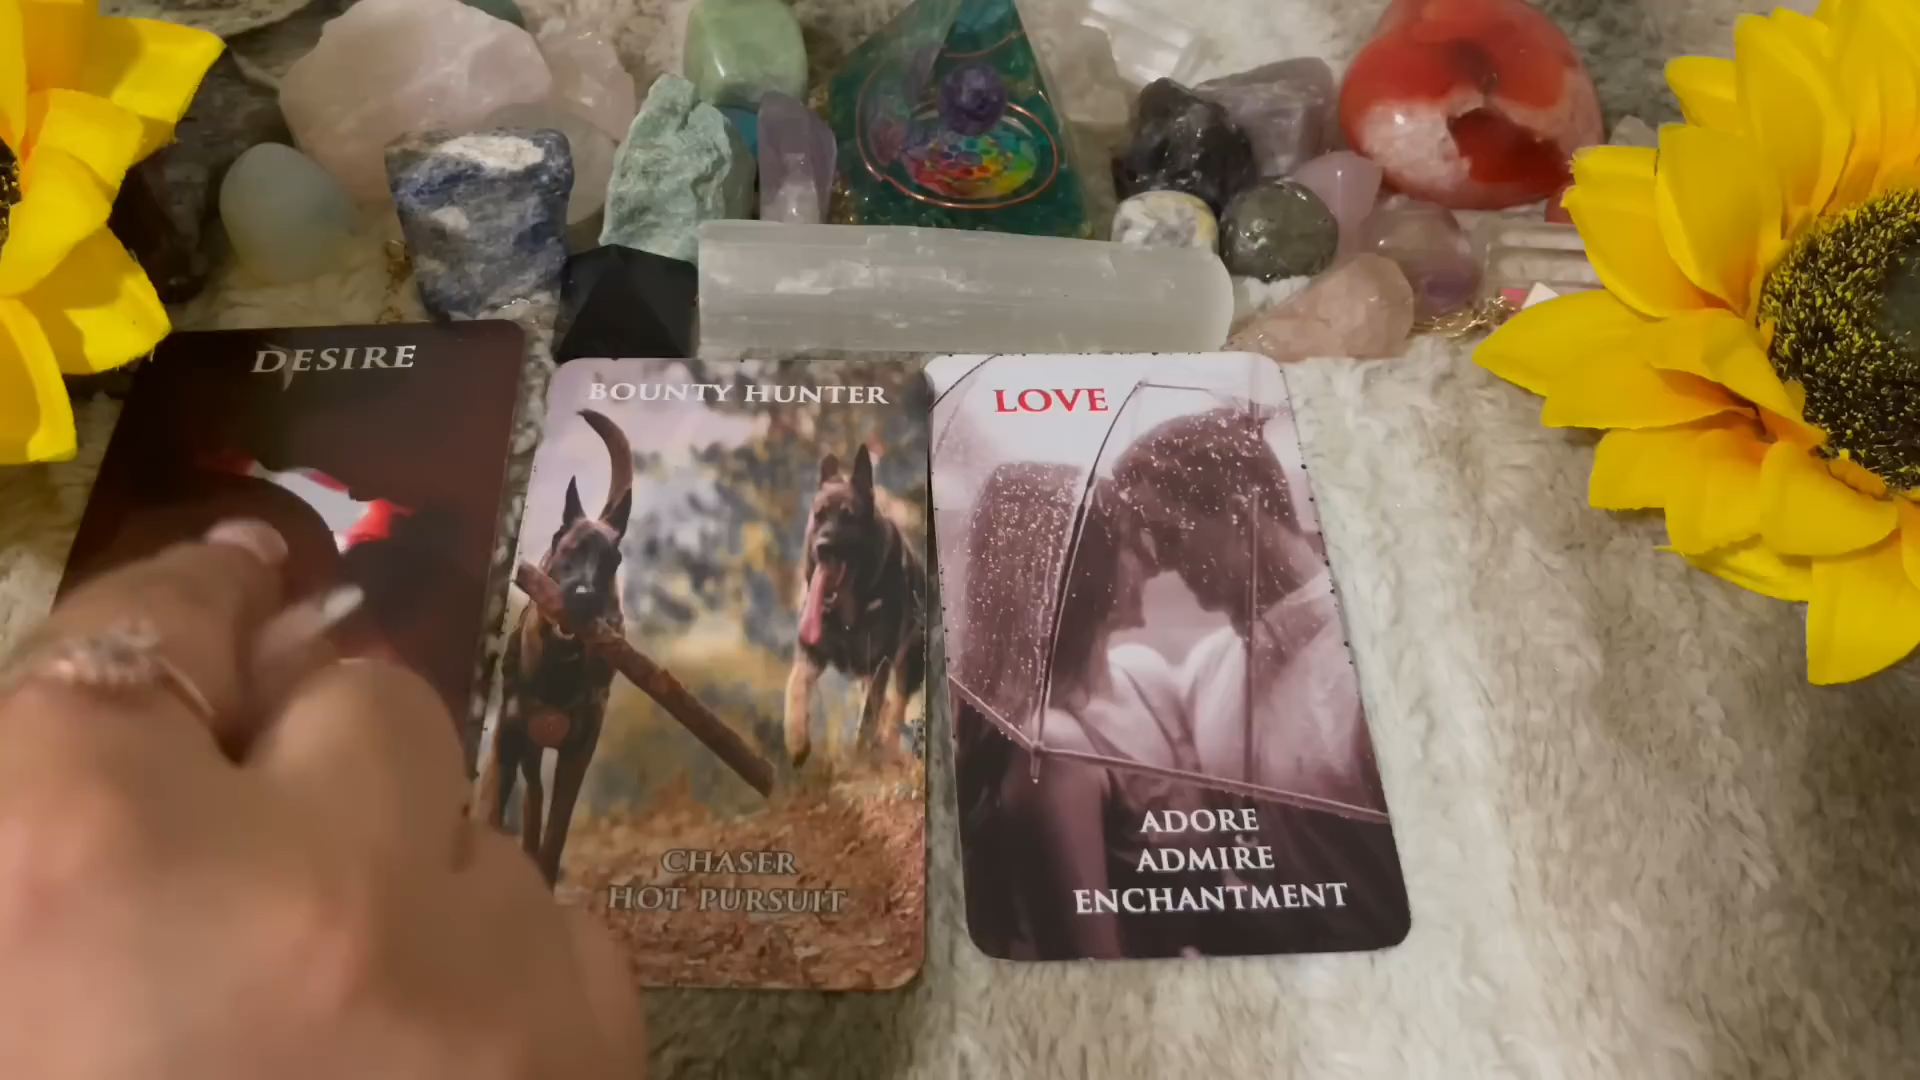 DESIRE
BOUNTY HUNTER
CHASER
HOT PURSUIT
LOVE
ADORE
ADMIRE
ENCHANTMENT